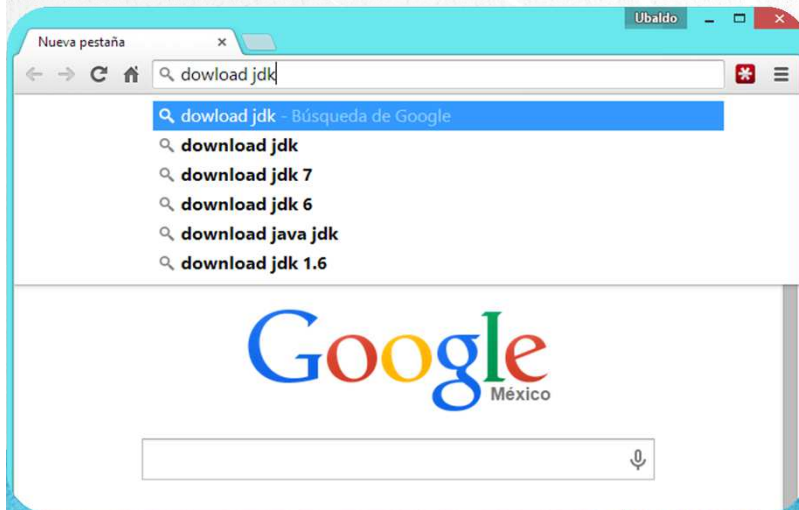 Ubaldo
Nueva pestaña
dowload jdk
dowload jdk - Búsqueda de Google
download jdk
download jdk 7
download jdk 6
download java jdk
download jdk 1.6
Google
México